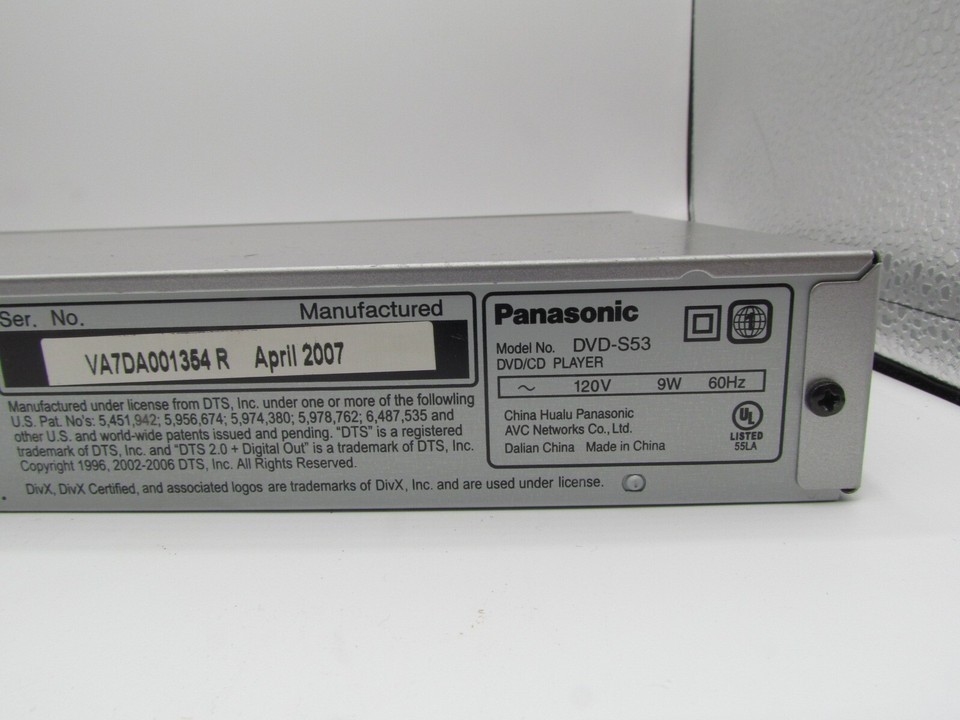 Ser. No. Manufactured
VA7DA001354 R April 2007
Manufactured under license from DTS, Inc. under one or more of the followling
U.S. Pat. No's: 5,451,942; 5,956,674; 5,974,380; 5,978,762; 6,487,535 and
other U.S. and world-wide patents issued and pending. "DTS" is a registered
trademark of DTS, Inc. and "DTS 2.0 + Digital Out" is a trademark of DTS, Inc.
Copyright 1996, 2002-2006 DTS, Inc. All Rights Reserved.
DivX, DivX Certified, and associated logos are trademarks of DivX, Inc. and are used under license.
Panasonic
1
Model No. DVD-S53
DVD/CD PLAYER
~ 120V 9W 60Hz
China Hualu Panasonic
AVC Networks Co., Ltd.
Dalian China Made in China
UL
LISTED
55LA